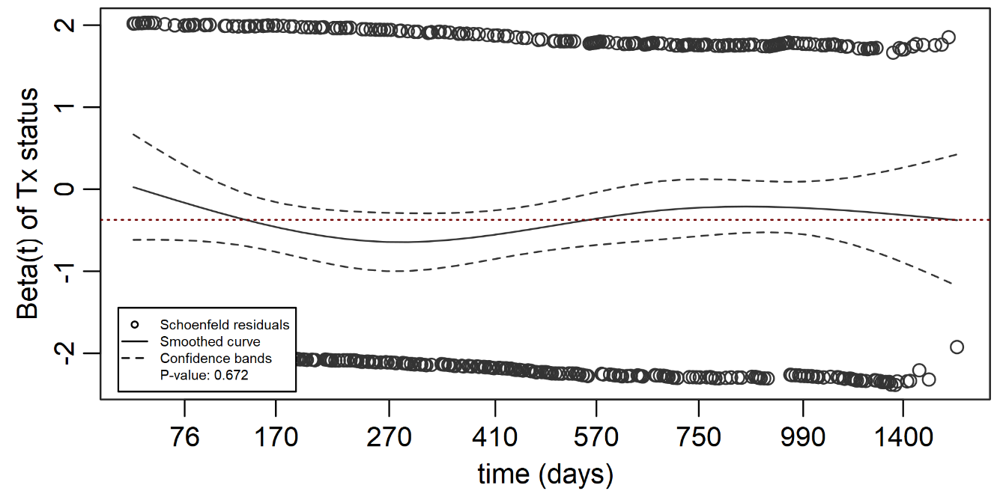 2
1
0
-1
-2
Beta(t) of Tx status
Schoenfeld residuals
Smoothed curve
Confidence bands
P-value: 0.672
76 170 270 410 570 750 990 1400
time (days)